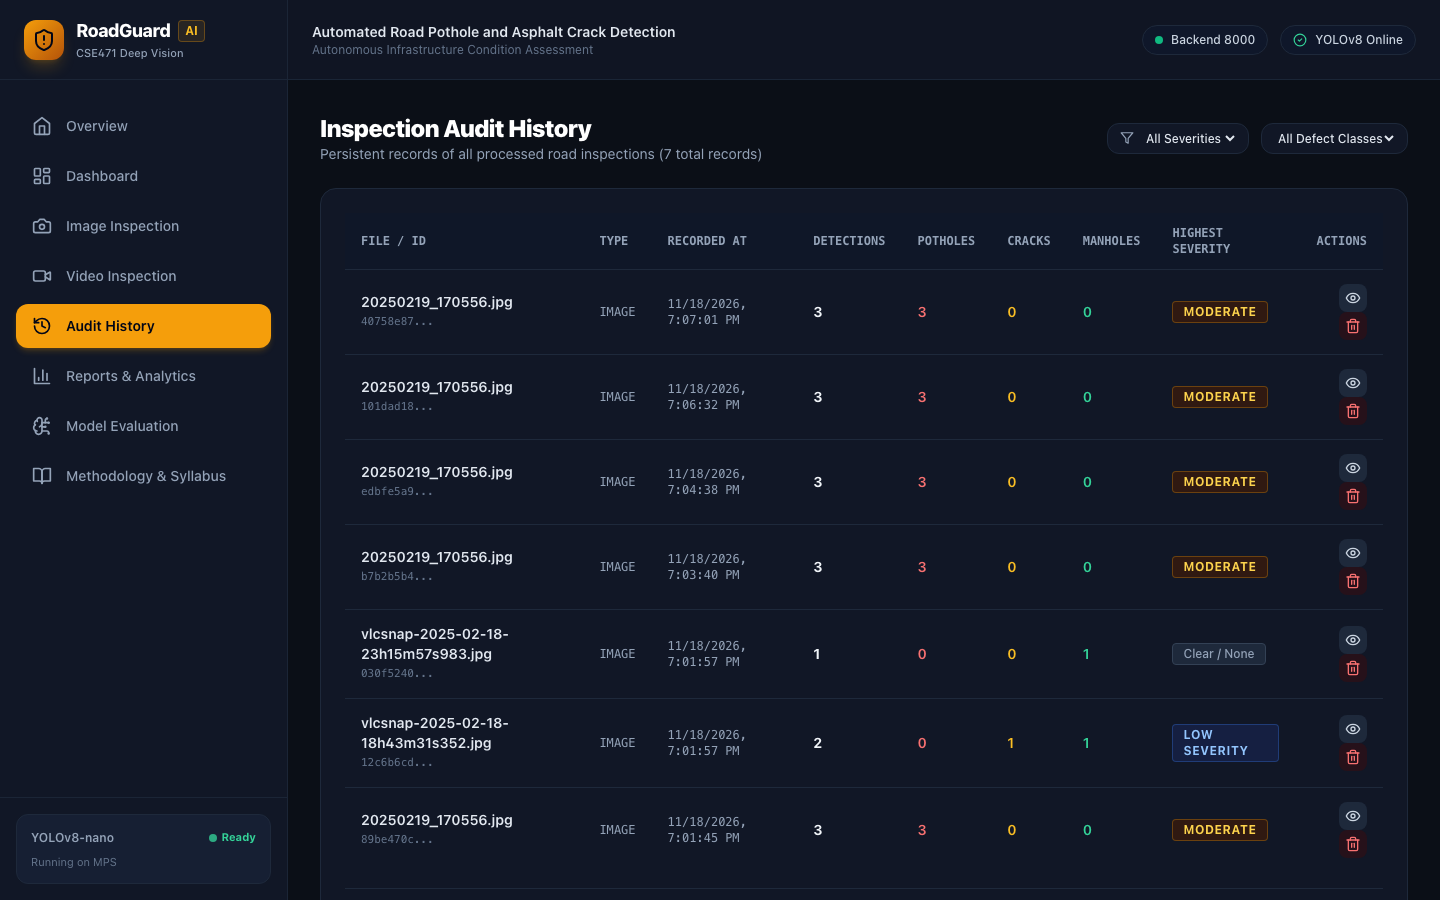 RoadGuard AI
CSE471 Deep Vision
Automated Road Pothole and Asphalt Crack Detection
Autonomous Infrastructure Condition Assessment
Backend 8000
YOLOv8 Online
Overview
Dashboard
Image Inspection
Video Inspection
Audit History
Reports & Analytics
Model Evaluation
Methodology & Syllabus
YOLOv8-nano
Ready
Running on MPS
Inspection Audit History
Persistent records of all processed road inspections (7 total records)
All Severities
All Defect Classes
FILE / ID TYPE RECORDED AT DETECTIONS POTHOLES CRACKS MANHOLES HIGHEST
SEVERITY ACTIONS
20250219_170556.jpg
40758e87...
IMAGE
11/18/2026,
7:07:01 PM
3 3 0 0 MODERATE
20250219_170556.jpg
101dad18...
IMAGE
11/18/2026,
7:06:32 PM
3 3 0 0 MODERATE
20250219_170556.jpg
edbfe5a9...
IMAGE
11/18/2026,
7:04:38 PM
3 3 0 0 MODERATE
20250219_170556.jpg
b7b2b5b4...
IMAGE
11/18/2026,
7:03:40 PM
3 3 0 0 MODERATE
vlcsnap-2025-02-18-
23h15m57s983.jpg
030f5240...
IMAGE
11/18/2026,
7:01:57 PM
1 0 0 1 Clear / None
vlcsnap-2025-02-18-
18h43m31s352.jpg
12c6b6cd...
IMAGE
11/18/2026,
7:01:57 PM
2 0 1 1 LOW
SEVERITY
20250219_170556.jpg
89be470c...
IMAGE
11/18/2026,
7:01:45 PM
3 3 0 0 MODERATE